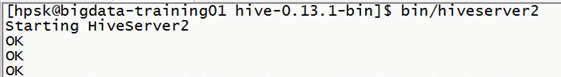 [hpsk@bigdata-training01 hive-0.13.1-bin]$ bin/hiveserver2
Starting HiveServer2
OK
OK
OK